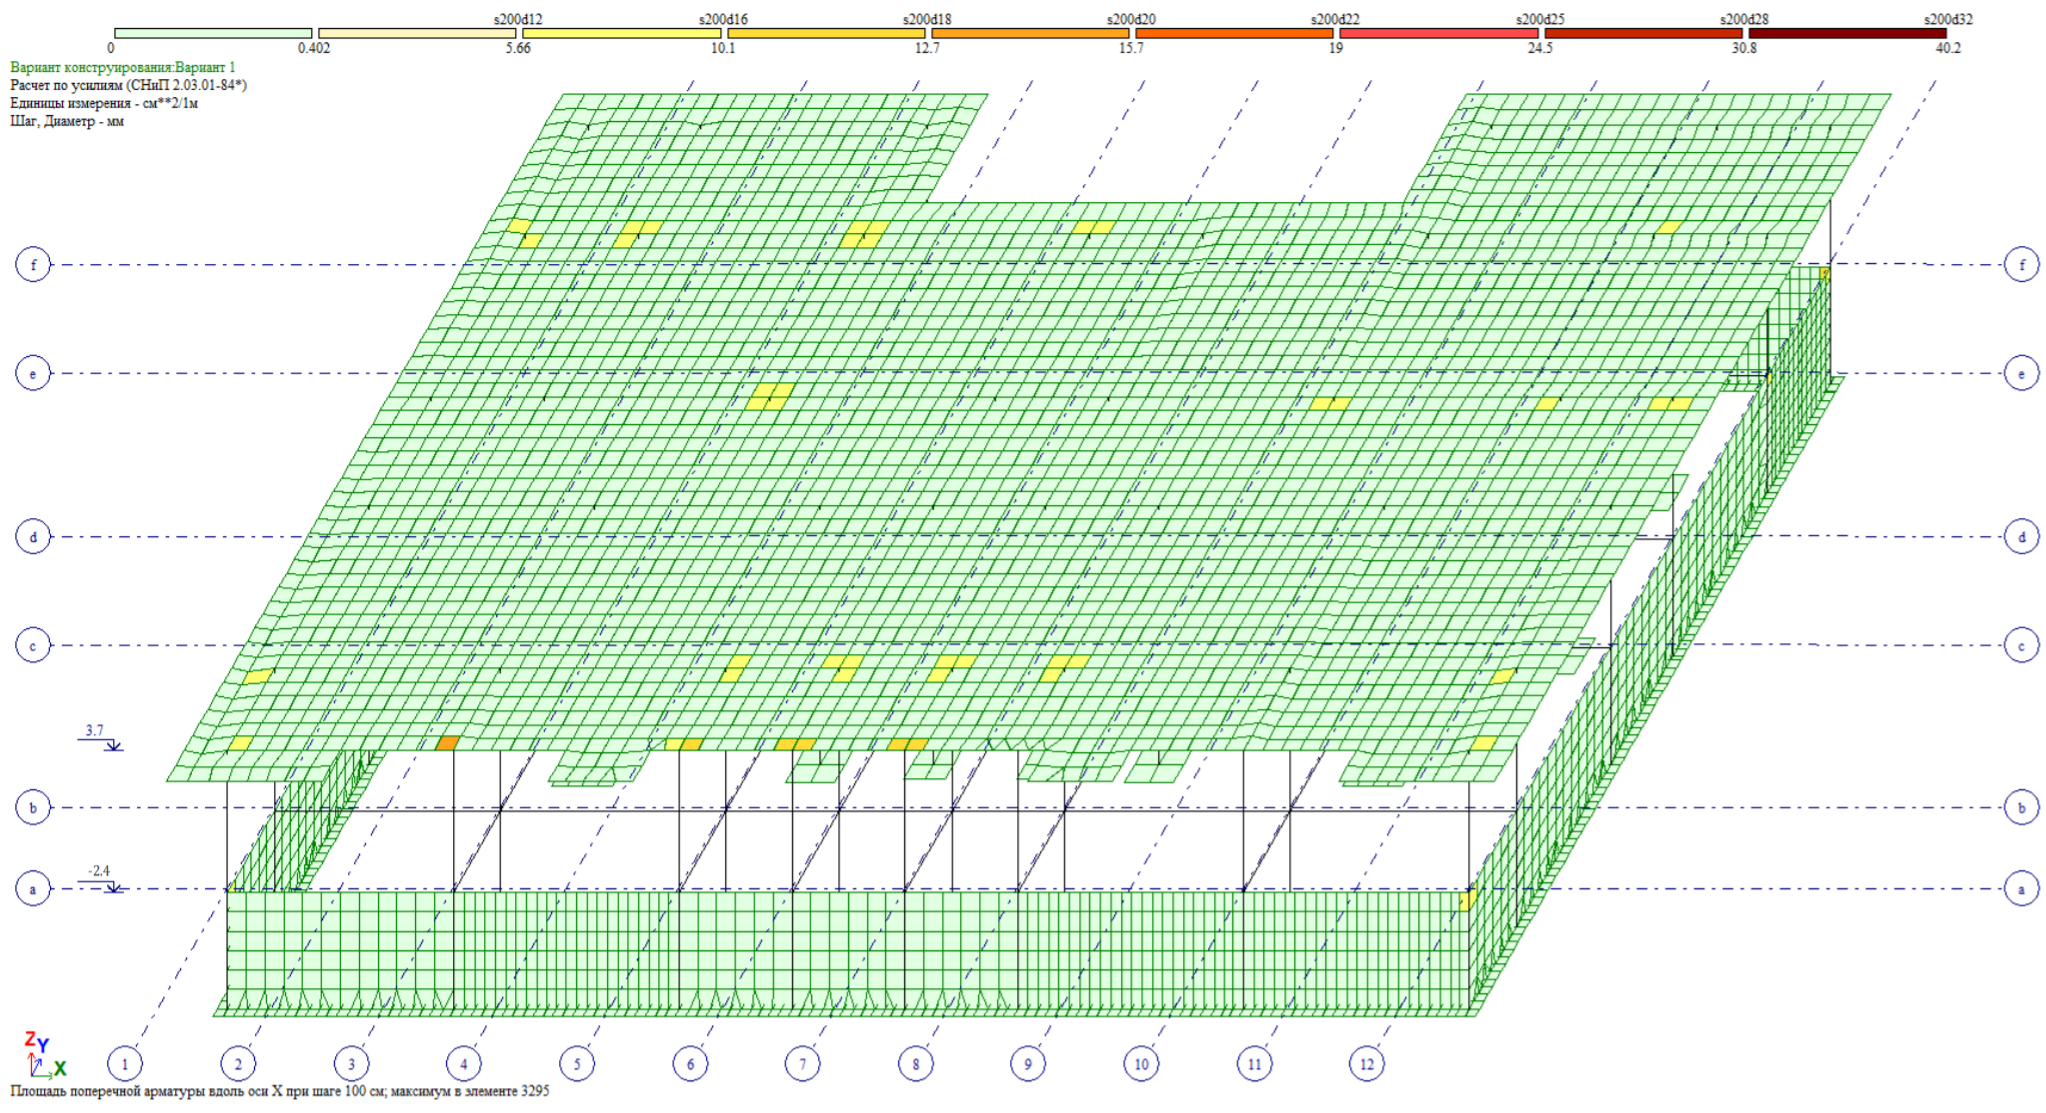 s200d12 s200d16 s200d18 s200d20 s200d22 s200d25 s200d28 s200d32
0 0.402 5.66 10.1 12.7 15.7 19 24.5 30.8 40.2
Вариант конструирования:Вариант 1
Расчет по усилиям (СНиП 2.03.01-84*)
Единицы измерения - см**2/1м
Шаг, Диаметр - мм
f f
e e
d d
c c
3.7
b b
-2.4
a a
Z
Y
X
1 2 3 4 5 6 7 8 9 10 11 12
Площадь поперечной арматуры вдоль оси X при шаге 100 см; максимум в элементе 3295